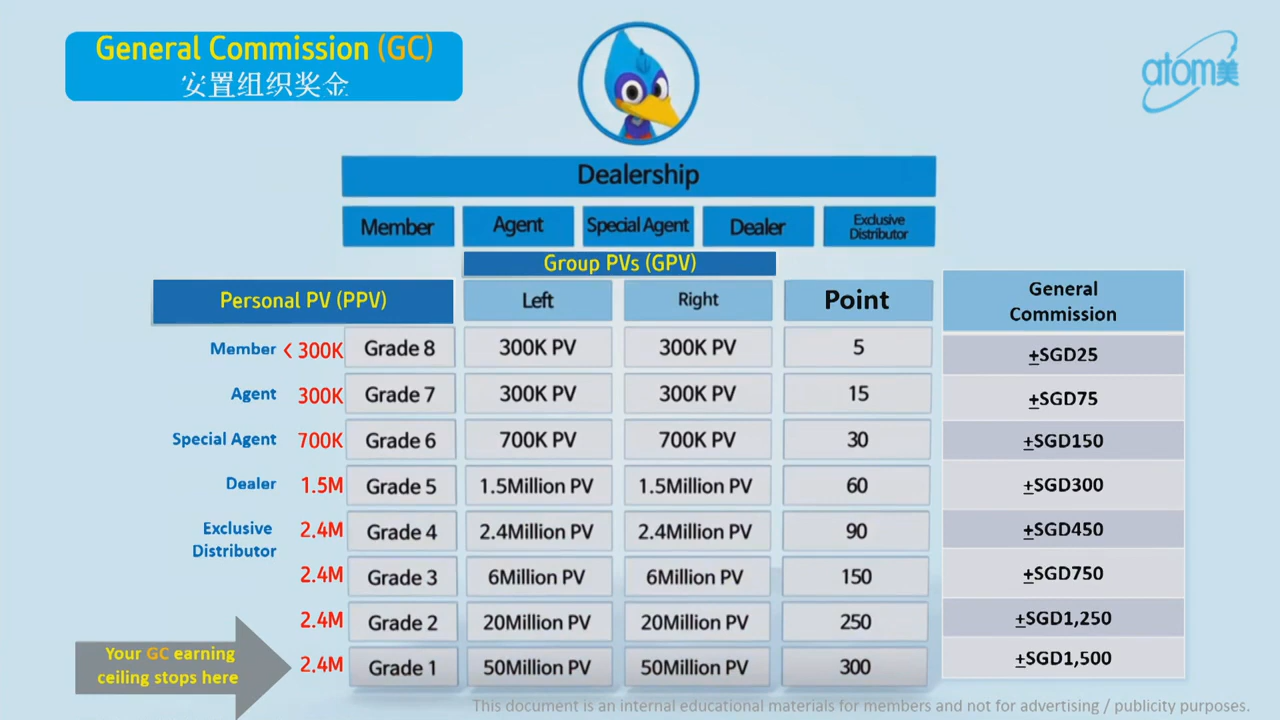 General Commission (GC)
安置组织奖金
atom美
Dealership
Member Agent Special Agent Dealer Exclusive Distributor
Group PVs (GPV)
Personal PV (PPV) Left Right Point General Commission
Member < 300K Grade 8 300K PV 300K PV 5 ±SGD25
Agent 300K Grade 7 300K PV 300K PV 15 ±SGD75
Special Agent 700K Grade 6 700K PV 700K PV 30 ±SGD150
Dealer 1.5M Grade 5 1.5Million PV 1.5Million PV 60 ±SGD300
Exclusive Distributor 2.4M Grade 4 2.4Million PV 2.4Million PV 90 ±SGD450
2.4M Grade 3 6Million PV 6Million PV 150 ±SGD750
2.4M Grade 2 20Million PV 20Million PV 250 ±SGD1,250
2.4M Grade 1 50Million PV 50Million PV 300 ±SGD1,500
Your GC earning
ceiling stops here
This document is an internal educational materials for members and not for advertising / publicity purposes.